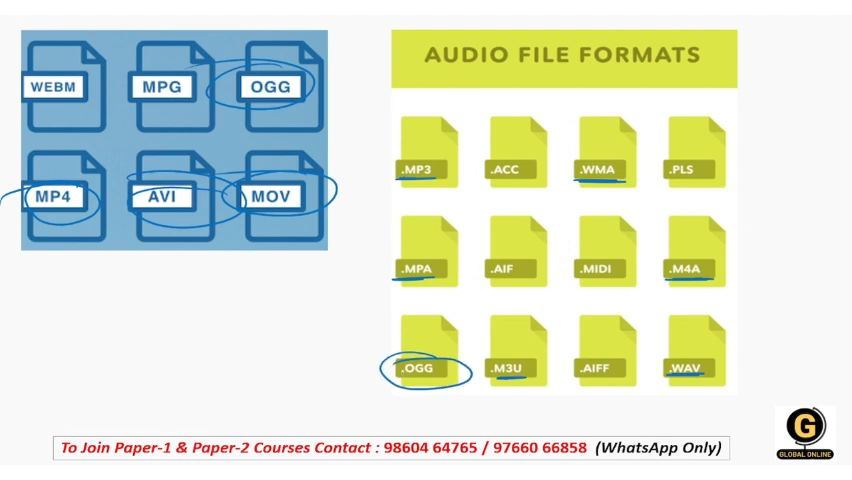 WEBM MPG OGG
MP4 AVI MOV
AUDIO FILE FORMATS
.MP3 .ACC .WMA .PLS
.MPA .AIF .MIDI .M4A
.OGG .M3U .AIFF .WAV
To Join Paper-1 & Paper-2 Courses Contact : 98604 64765 / 97660 66858 (WhatsApp Only)
G
GLOBAL ONLINE